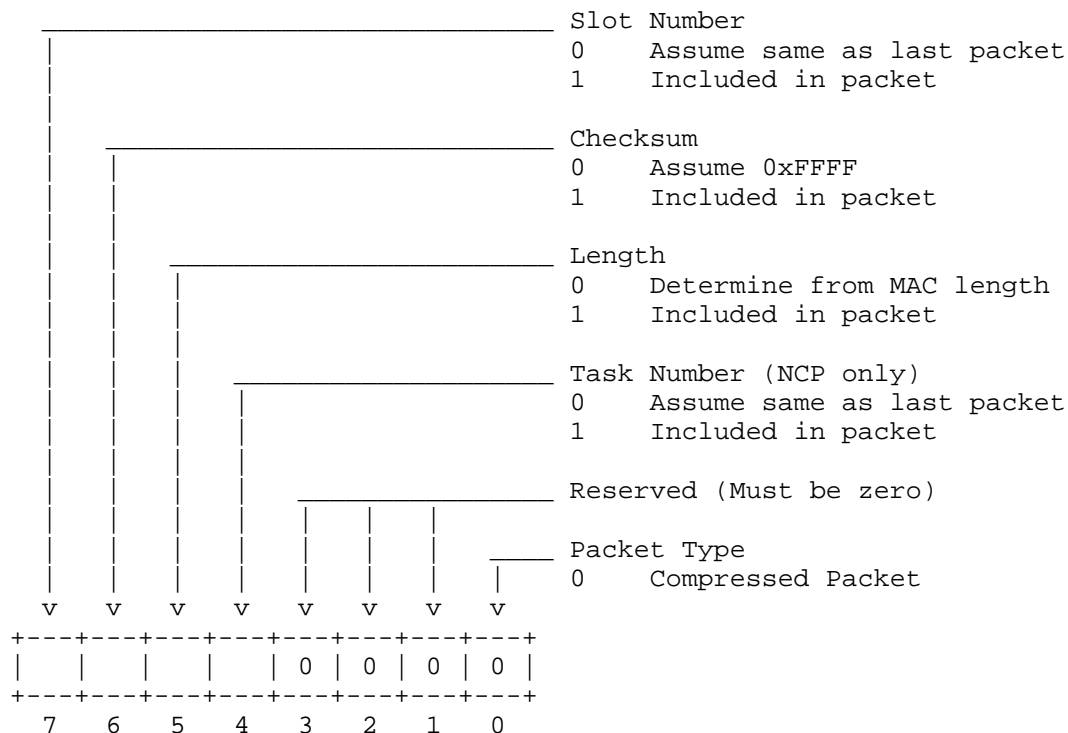 Slot Number
0 Assume same as last packet
1 Included in packet
Checksum
0 Assume 0xFFFF
1 Included in packet
Length
0 Determine from MAC length
1 Included in packet
Task Number (NCP only)
0 Assume same as last packet
1 Included in packet
Reserved (Must be zero)
Packet Type
0 Compressed Packet
v v v v v v v v
+---+---+---+---+---+---+---+---+
| | | | | 0 | 0 | 0 | 0 |
+---+---+---+---+---+---+---+---+
7 6 5 4 3 2 1 0